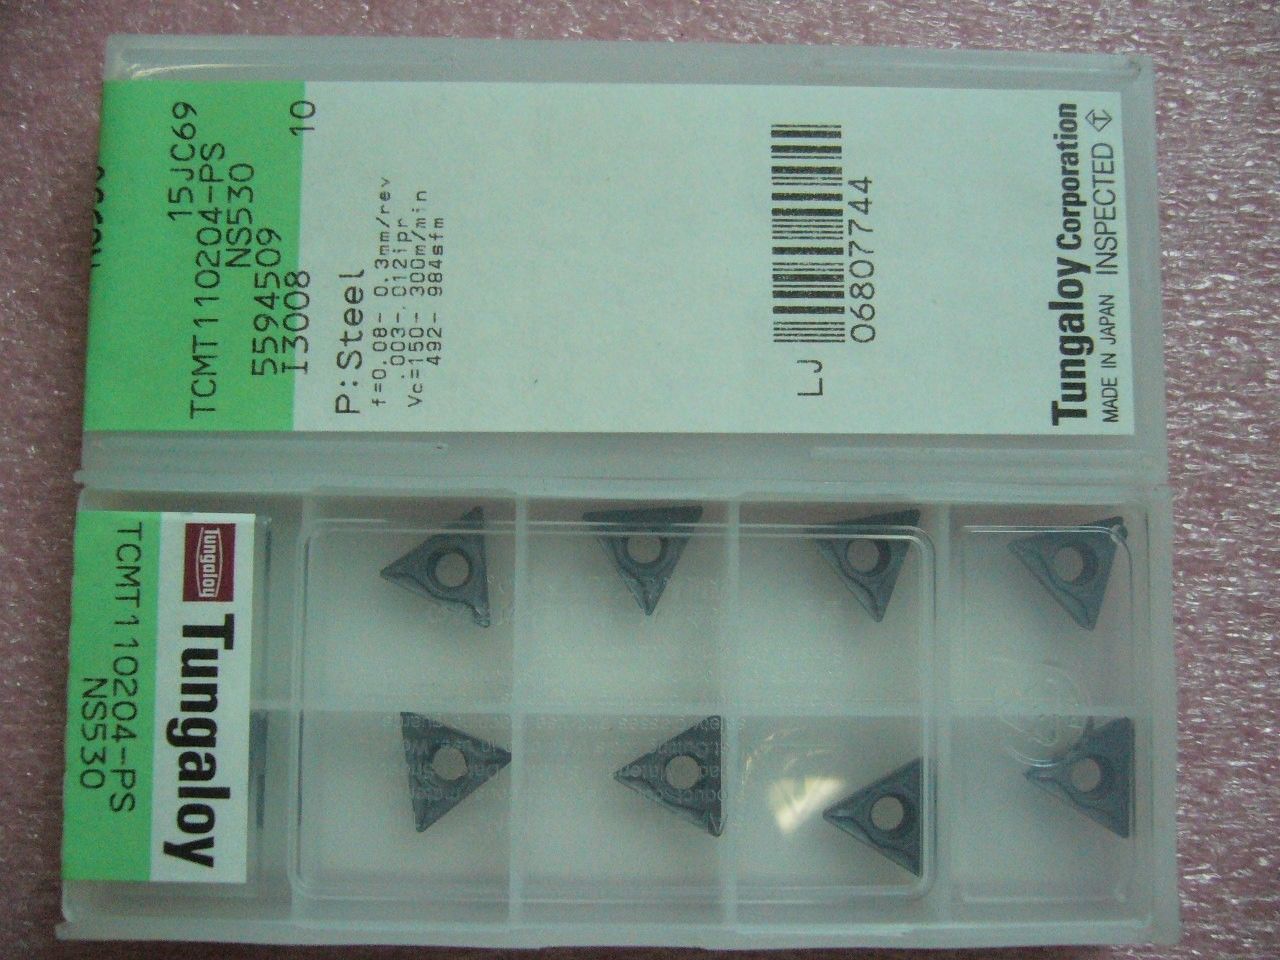 15JC69
TCMT110204-PS
NS530
5594509
I3008 10
P:Steel
f=0.08- 0.3mm/rev
.003-.012ipr
Vc=150- 300m/min
492- 984sfm
LJ
06807744
Tungaloy Corporation
MADE IN JAPAN INSPECTED
Tungaloy
Tungaloy
TCMT110204-PS
NS530